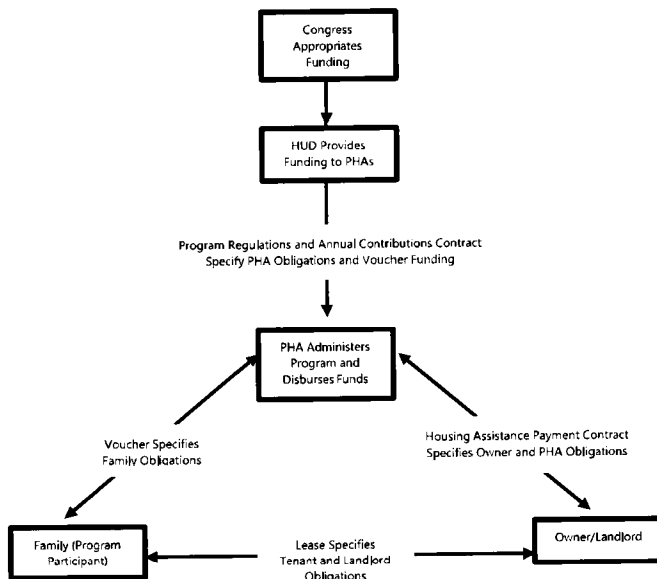 Congress
Appropriates
Funding
HUD Provides
Funding to PHAs
Program Regulations and Annual Contributions Contract
Specify PHA Obligations and Voucher Funding
PHA Administers
Program and
Disburses Funds
Voucher Specifies
Family Obligations
Housing Assistance Payment Contract
Specifies Owner and PHA Obligations
Family (Program
Participant)
Lease Specifies
Tenant and Landlord
Obligations
Owner/Landlord